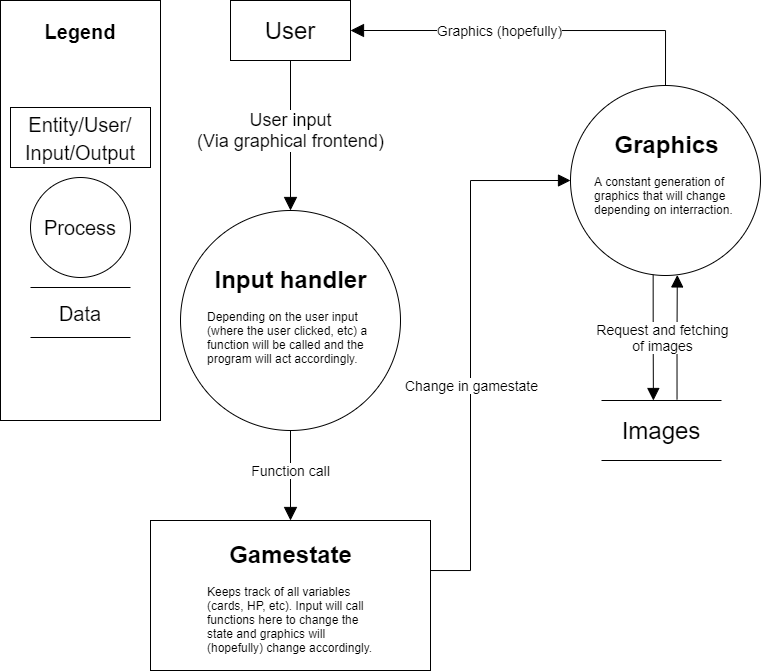 Legend
Entity/User/
Input/Output
Process
Data
User
Graphics (hopefully)
User input
(Via graphical frontend)
Input handler
Depending on the user input
(where the user clicked, etc) a
function will be called and the
program will act accordingly.
Function call
Gamestate
Keeps track of all variables
(cards, HP, etc). Input will call
functions here to change the
state and graphics will
(hopefully) change accordingly.
Change in gamestate
Graphics
A constant generation of
graphics that will change
depending on interraction.
Request and fetching
of images
Images